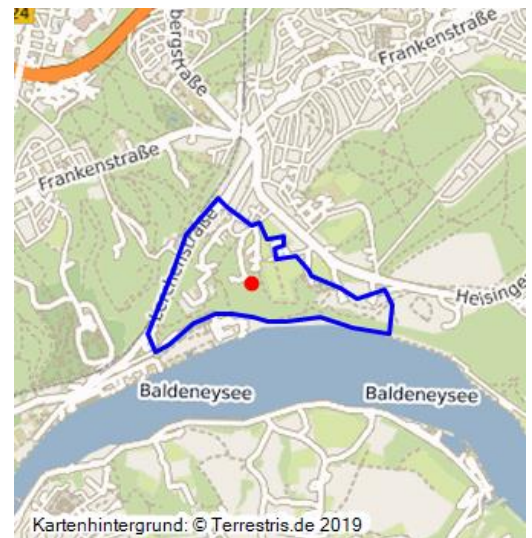 24
bergstraße
Frankenstraße
Frankenstraße
Heisinge
Baldeneysee
Baldeneysee
Kartenhintergrund: © Terrestris.de 2019